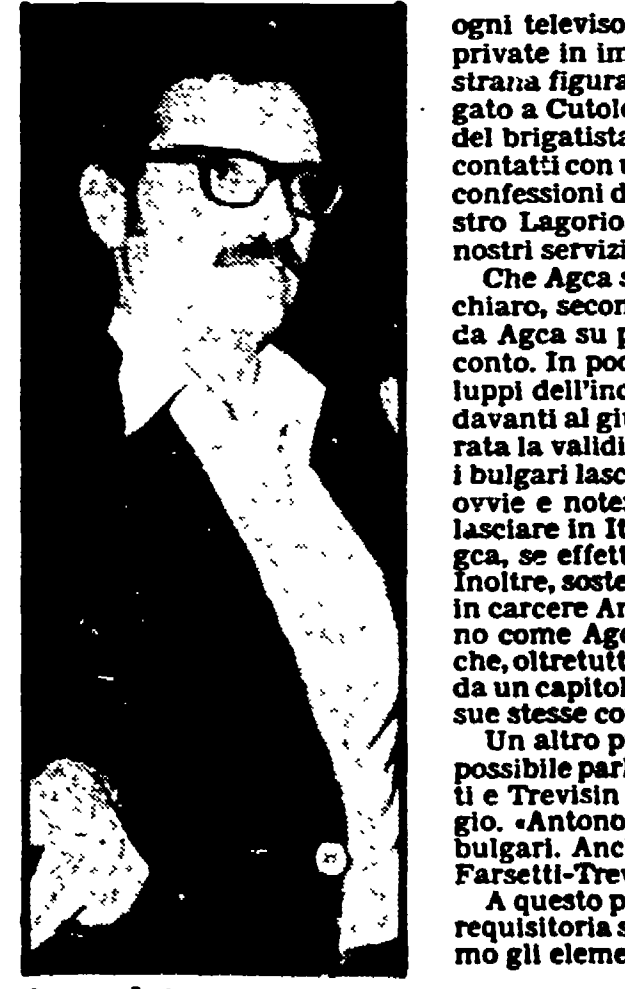 ogni televiso
private in im
strana figura
gato a Cutolo
del brigatista
contatti con u
confessioni d
stro Lagorio
nostri servizi
Che Agca s
chiaro, secon
da Agca su p
conto. In poc
luppi dell'inc
davanti al giu
rata la validi
i bulgari lasc
ovvie e note
lasciare in It
gca, se effett
Inoltre, soste
in carcere An
no come Age
che, oltretutt
da un capitol
sue stesse co
Un altro p
possibile parl
ti e Trevisin
gio. «Antono
bulgari. Anc
Farsetti-Trev
A questo p
requisitoria s
mo gli eleme